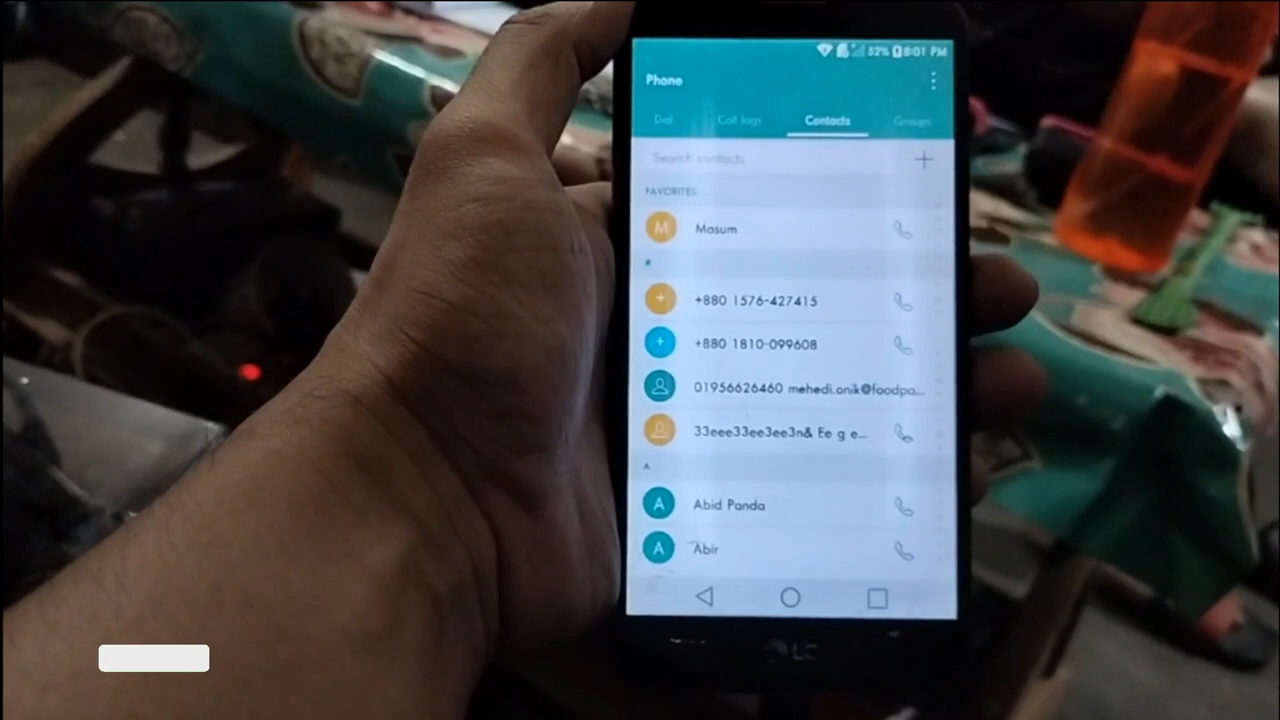 52% 8:01 PM
Phone
Dial Call logs Contacts Groups
Search contacts
FAVORITES
M Masum
#
+880 1576-427415
+880 1810-099608
01956626460 mehedi.onik@foodpa...
33eee33ee3ee3n& Ee g e...
A
A Abid Panda
A Abir
LG